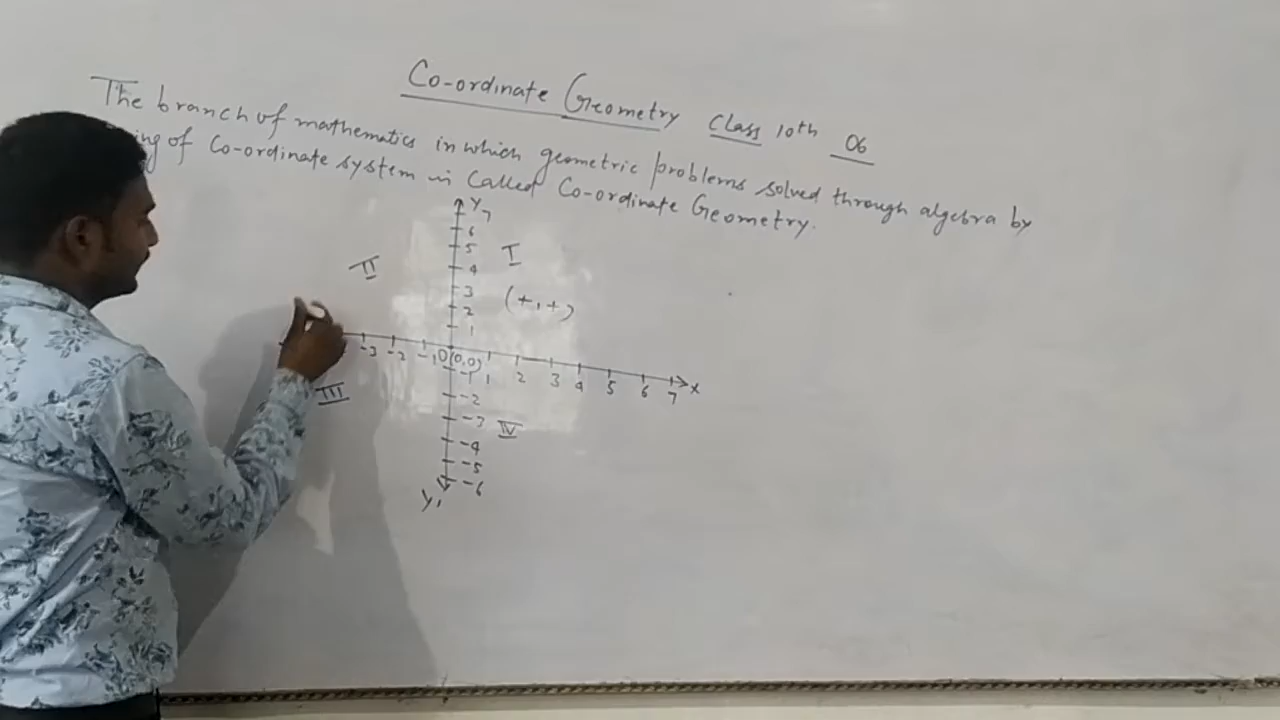 Co-ordinate Geometry Class 10th 06
The branch of mathematics in which geometric problems solved through algebra by
of Co-ordinate system is Called Co-ordinate Geometry.
Y
7
6
5
4
3
2
1
II
I
(+,+)
-3 -2 -1 O(0,0) 1 2 3 4 5 6 7 X
III
IV
-1
-2
-3
-4
-5
-6
Y'